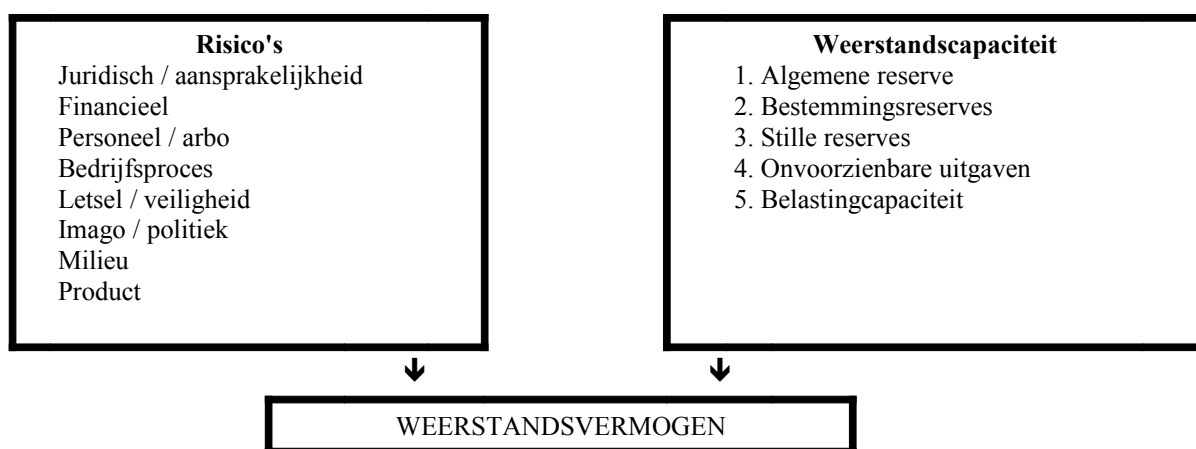 Risico's
Juridisch / aansprakelijkheid
Financieel
Personeel / arbo
Bedrijfsproces
Letsel / veiligheid
Imago / politiek
Milieu
Product
Weerstandscapaciteit
1. Algemene reserve
2. Bestemmingsreserves
3. Stille reserves
4. Onvoorzienbare uitgaven
5. Belastingcapaciteit
WEERSTANDSVERMOGEN